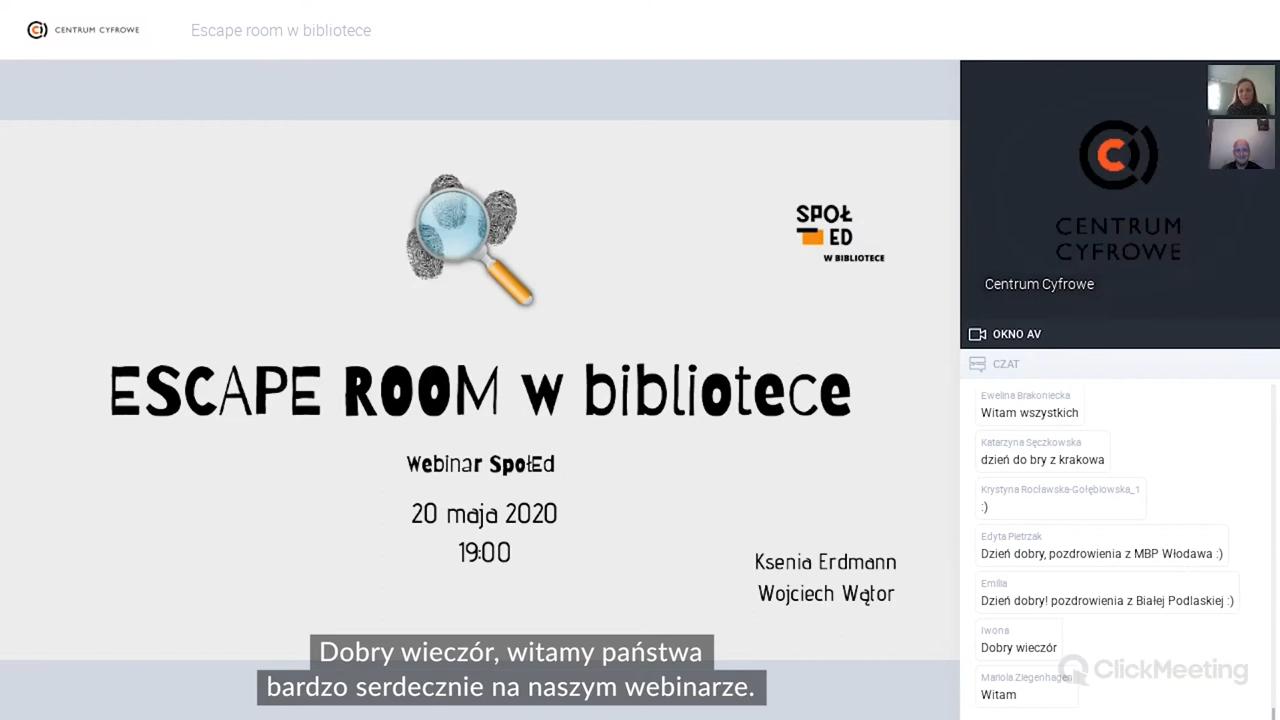 CENTRUM CYFROWE
Escape room w bibliotece
SPOŁ
ED
W BIBLIOTECE
ESCAPE ROOM w bibliotece
Webinar SpołEd
20 maja 2020
19:00
Ksenia Erdmann
Wojciech Wątor
Dobry wieczór, witamy państwa
bardzo serdecznie na naszym webinarze.
CENTRUM
CYFROWE
Centrum Cyfrowe
OKNO AV
CZAT
Ewelina Brakoniecka
Witam wszystkich
Katarzyna Sęczkowska
dzień do bry z krakowa
Krystyna Rocławska-Gołębiowska_1
:)
Edyta Pietrzak
Dzień dobry, pozdrowienia z MBP Włodawa :)
Emilia
Dzień dobry! pozdrowienia z Białej Podlaskiej :)
Iwona
Dobry wieczór
Mariola Ziegenhagen
Witam
ClickMeeting